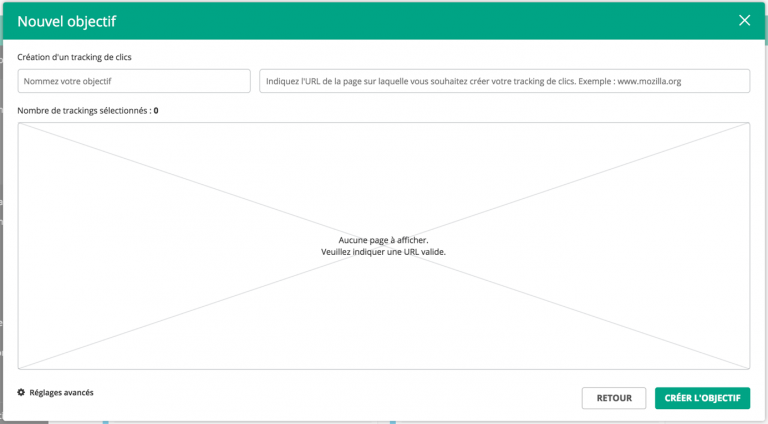 Nouvel objectif
Création d'un tracking de clics
Nommez votre objectif
Indiquez l'URL de la page sur laquelle vous souhaitez créer votre tracking de clics. Exemple : www.mozilla.org
Nombre de trackings sélectionnés : 0
Aucune page à afficher.
Veuillez indiquer une URL valide.
Réglages avancés
RETOUR
CRÉER L'OBJECTIF